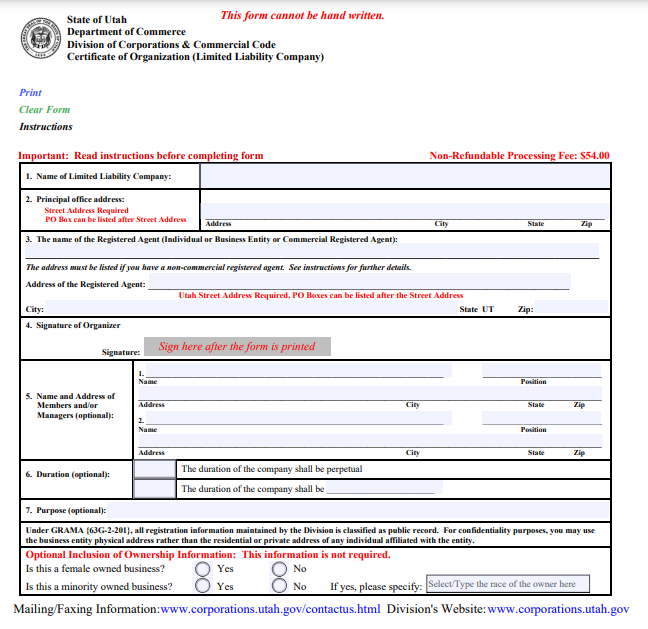 This form cannot be hand written.
State of Utah
Department of Commerce
Division of Corporations & Commercial Code
Certificate of Organization (Limited Liability Company)
Print
Clear Form
Instructions
Important: Read instructions before completing form Non-Refundable Processing Fee: $54.00
1. Name of Limited Liability Company:
2. Principal office address:
Street Address Required
PO Box can be listed after Street Address
Address City State Zip
3. The name of the Registered Agent (Individual or Business Entity or Commercial Registered Agent):
The address must be listed if you have a non-commercial registered agent. See instructions for further details.
Address of the Registered Agent:
Utah Street Address Required, PO Boxes can be listed after the Street Address
City: State UT Zip:
4. Signature of Organizer
Signature: Sign here after the form is printed
5. Name and Address of
Members and/or
Managers (optional):
1.
Name Position
Address City State Zip
2.
Name Position
Address City State Zip
6. Duration (optional):
The duration of the company shall be perpetual
The duration of the company shall be
7. Purpose (optional):
Under GRAMA {63G-2-201}, all registration information maintained by the Division is classified as public record. For confidentiality purposes, you may use
the business entity physical address rather than the residential or private address of any individual affiliated with the entity.
Optional Inclusion of Ownership Information: This information is not required.
Is this a female owned business? Yes No
Is this a minority owned business? Yes No If yes, please specify: Select/Type the race of the owner here
Mailing/Faxing Information:www.corporations.utah.gov/contactus.html Division's Website:www.corporations.utah.gov